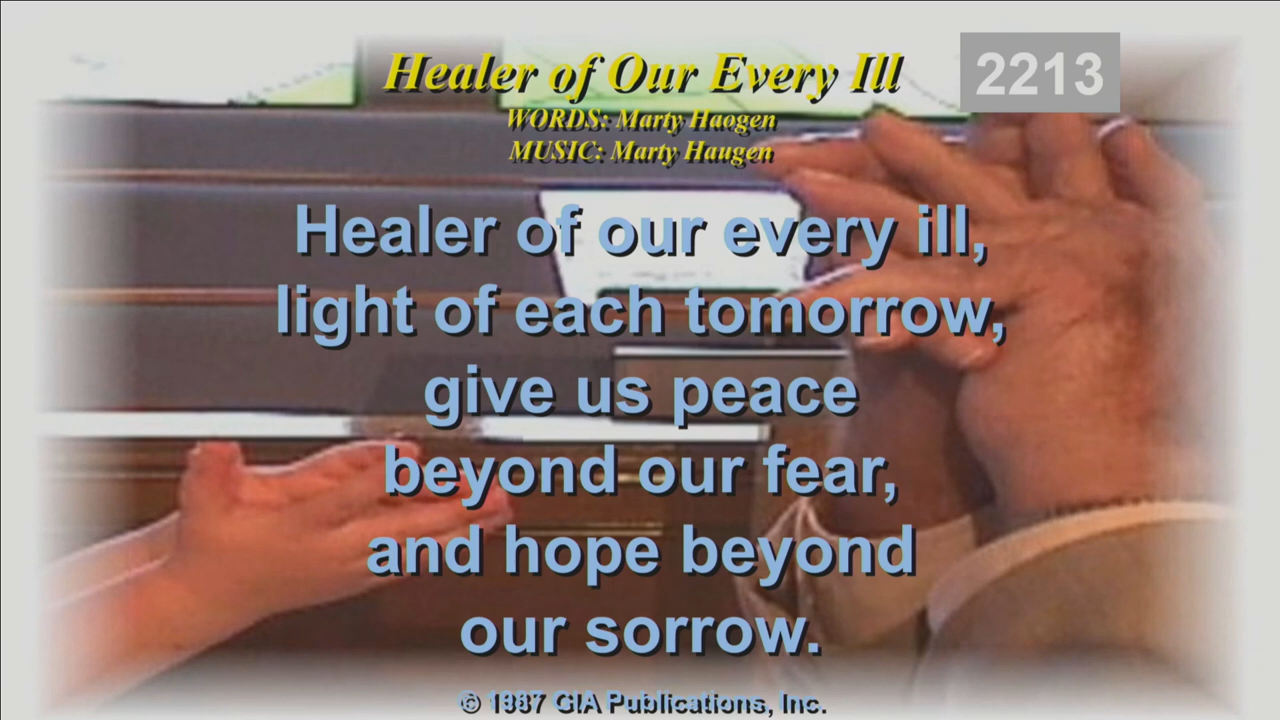 Healer of Our Every Ill
2213
WORDS: Marty Haogen
MUSIC: Marty Haugen
Healer of our every ill,
light of each tomorrow,
give us peace
beyond our fear,
and hope beyond
our sorrow.
© 1987 GIA Publications, Inc.